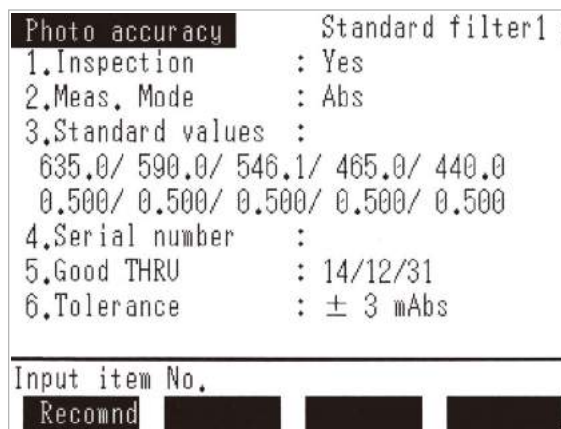 Photo accuracy Standard filter1
1.Inspection : Yes
2.Meas. Mode : Abs
3.Standard values :
635.0/ 590.0/ 546.1/ 465.0/ 440.0
0.500/ 0.500/ 0.500/ 0.500/ 0.500
4.Serial number :
5.Good THRU : 14/12/31
6.Tolerance : ± 3 mAbs
Input item No.
Recomnd